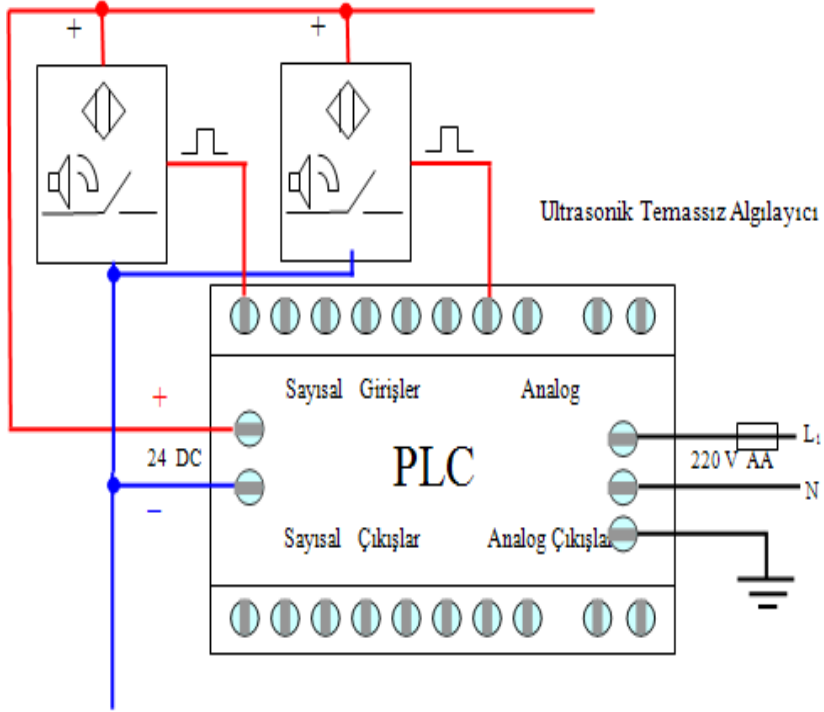 + +
Ultrasonik Temassız Algılayıcı
Sayısal Girişler Analog
+
24 DC
PLC
L₁
220 V AA
N
–
Sayısal Çıkışlar Analog Çıkışlar